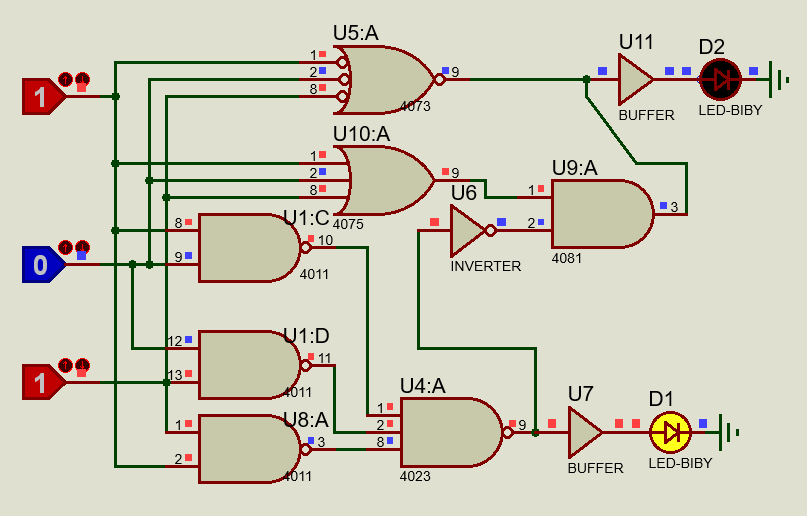 U5:A
1
2
8
9
4073
U11
BUFFER
D2
LED-BIBY
1
U10:A
1
2
8
9
4075
U9:A
1
2
3
4081
U6
INVERTER
U1:C
8
9
10
4011
0
U1:D
12
13
11
4011
1
U8:A
1
2
3
4011
U4:A
1
2
8
9
4023
U7
BUFFER
D1
LED-BIBY